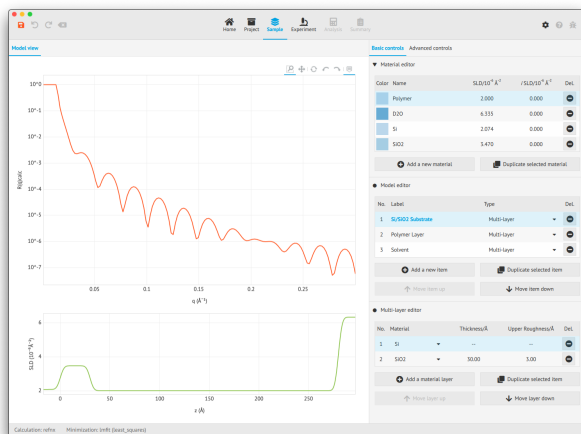 Home Project Sample Experiment Analysis Summary
Model view
Basic controls Advanced controls
Material editor
Color Name SLD/10⁻⁶ Å⁻² i SLD/10⁻⁶ Å⁻² Del.
Polymer 2.000 0.000
D2O 6.335 0.000
Si 2.074 0.000
SiO2 3.470 0.000
Add a new material Duplicate selected material
Model editor
No. Label Type Del.
1 Si/SiO2 Substrate Multi-layer
2 Polymer Layer Multi-layer
3 Solvent Multi-layer
Add a new item Duplicate selected item
Move item up Move item down
Multi-layer editor
No. Material Thickness/Å Upper Roughness/Å Del.
1 Si -- --
2 SiO2 30.00 3.00
Add a material layer Duplicate selected item
Move layer up Move layer down
10^0
10^-1
10^-2
10^-3
10^-4
10^-5
10^-6
10^-7
0.05 0.1 0.15 0.2 0.25
q (Å⁻¹)
SLD (10⁻⁶Å⁻²)
6
4
2
0 50 100 150 200 250
z (Å)
Calculation: refnx Minimization: lmfit (least_squares)